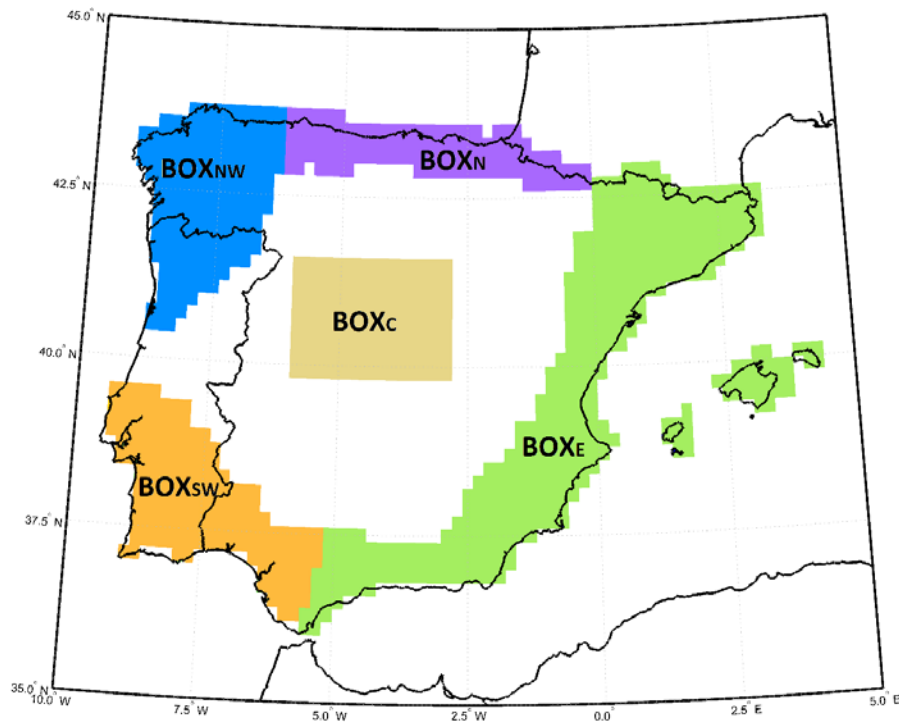 45.0° N
BOXNW
BOXN
42.5° N
BOXC
40.0° N
BOXE
BOXSW
37.5° N
35.0° N
10.0° W
7.5° W
5.0° W
2.5° W
0.0°
2.5° E
5.0° E